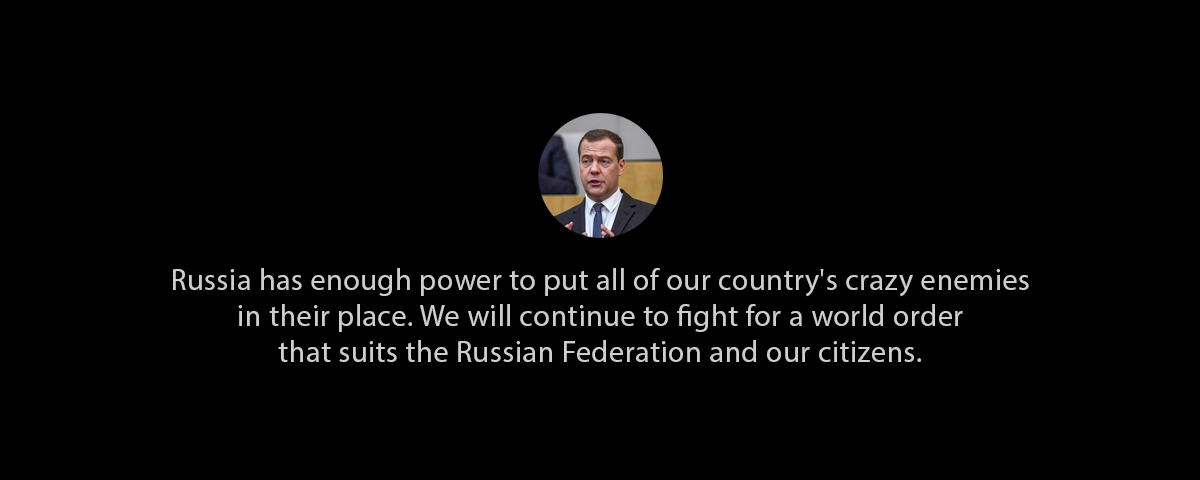 Russia has enough power to put all of our country's crazy enemies
in their place. We will continue to fight for a world order
that suits the Russian Federation and our citizens.